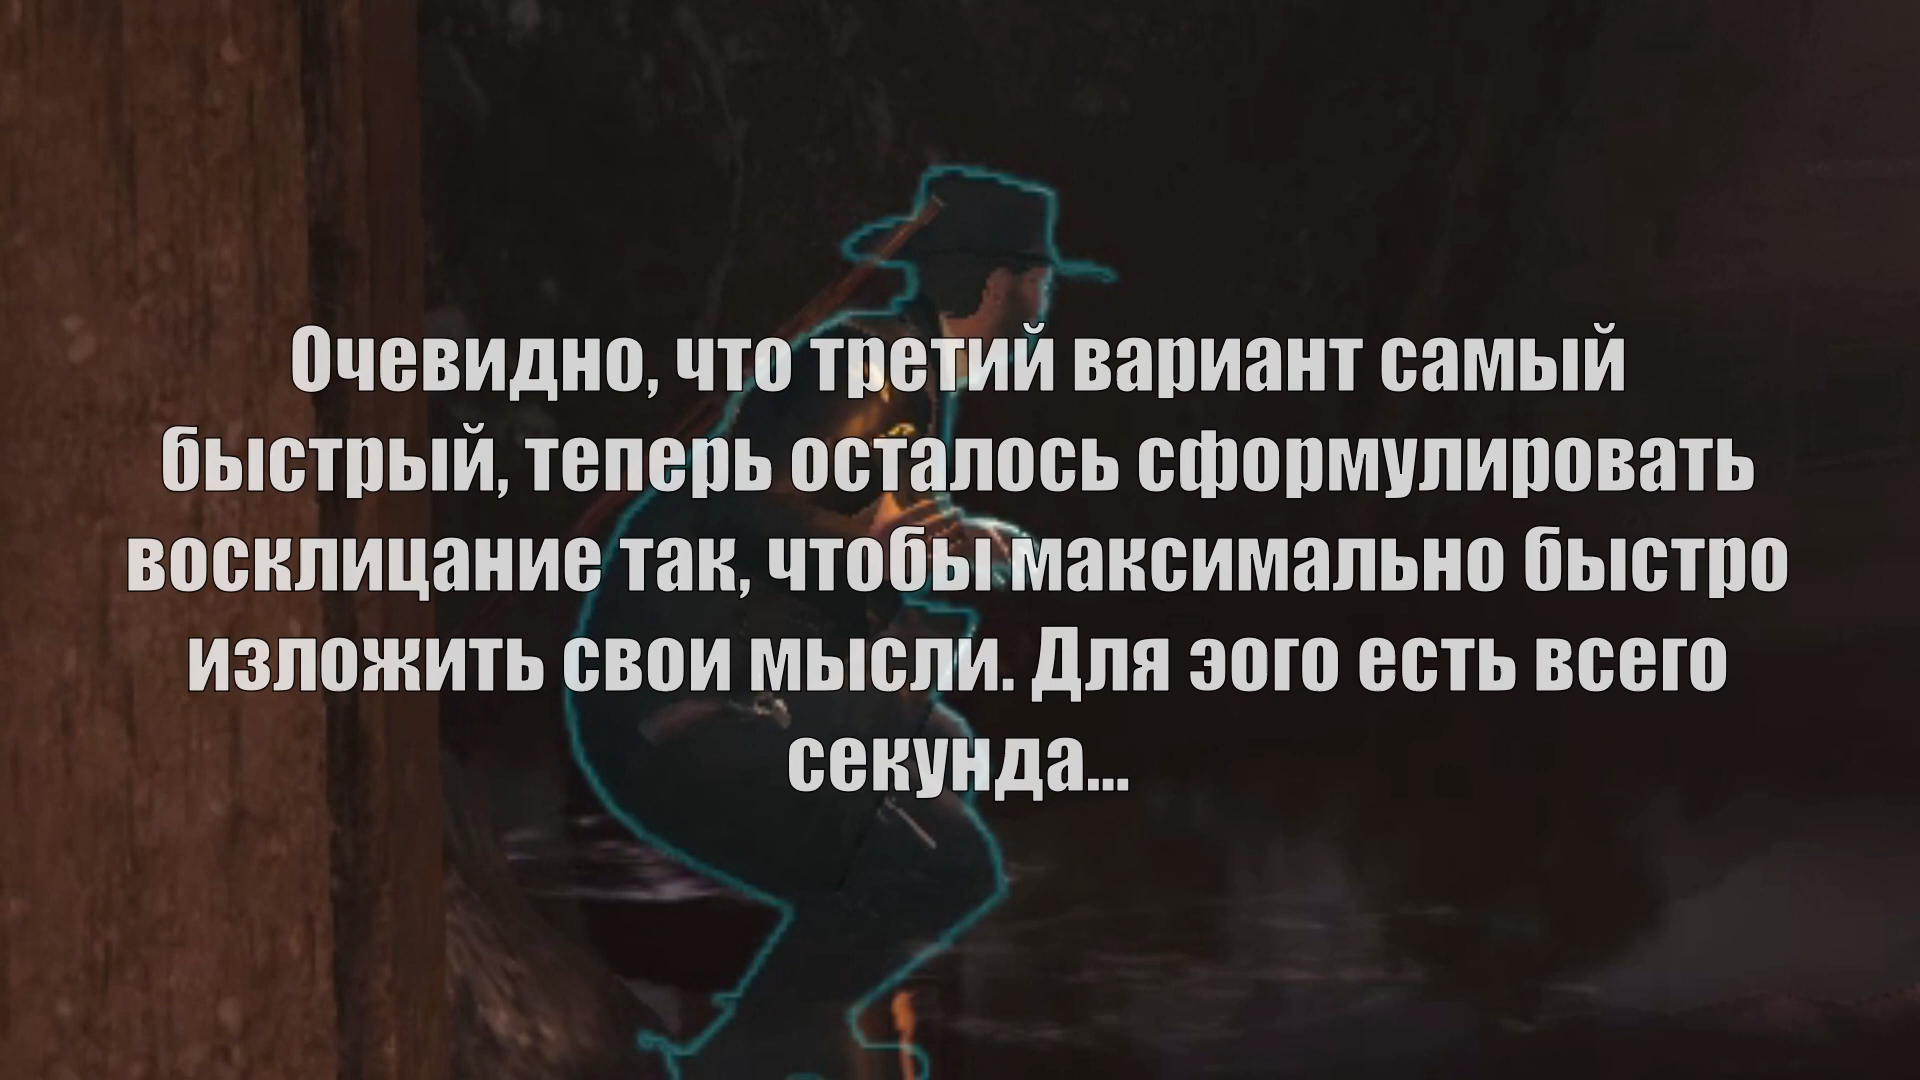 Очевидно, что третий вариант самый
быстрый, теперь осталось сформулировать
восклицание так, чтобы максимально быстро
изложить свои мысли. Для эого есть всего
секунда...